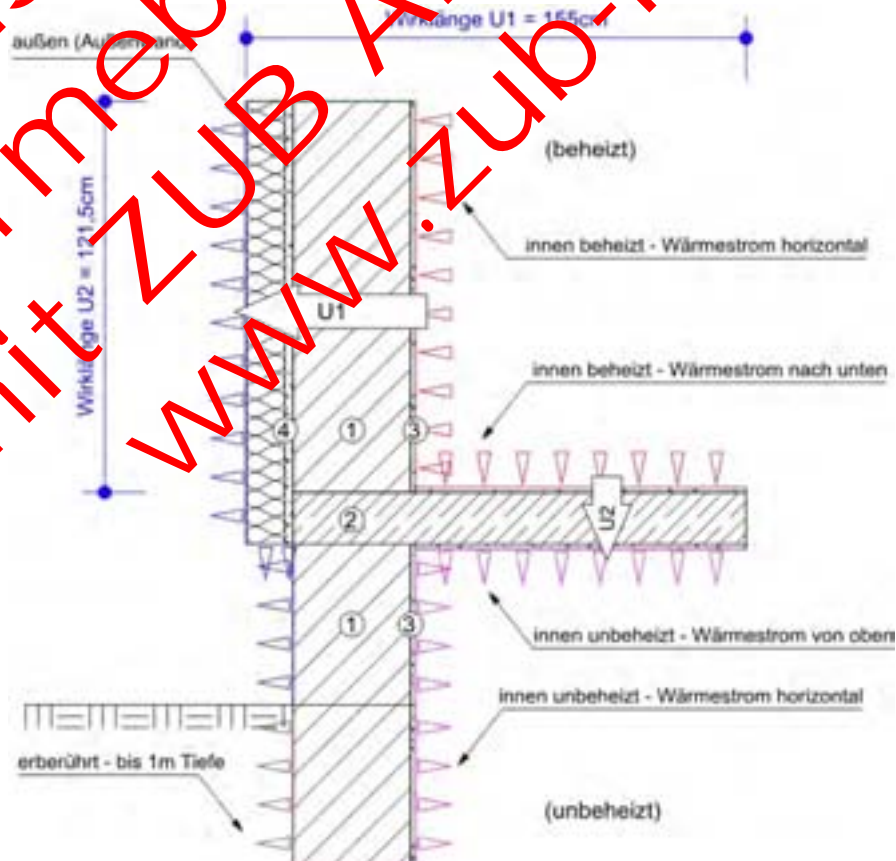 Wirklänge U1 = 155cm
außen (Außenwand
(beheizt)
innen beheizt - Wärmestrom horizontal
Wirklänge U2 = 121.5cm
U1
innen beheizt - Wärmestrom nach unten
4 1 3
2
U2
1 3
innen unbeheizt - Wärmestrom von oben
innen unbeheizt - Wärmestrom horizontal
erberührt - bis 1m Tiefe
(unbeheizt)
mit ZUB
www.zub-